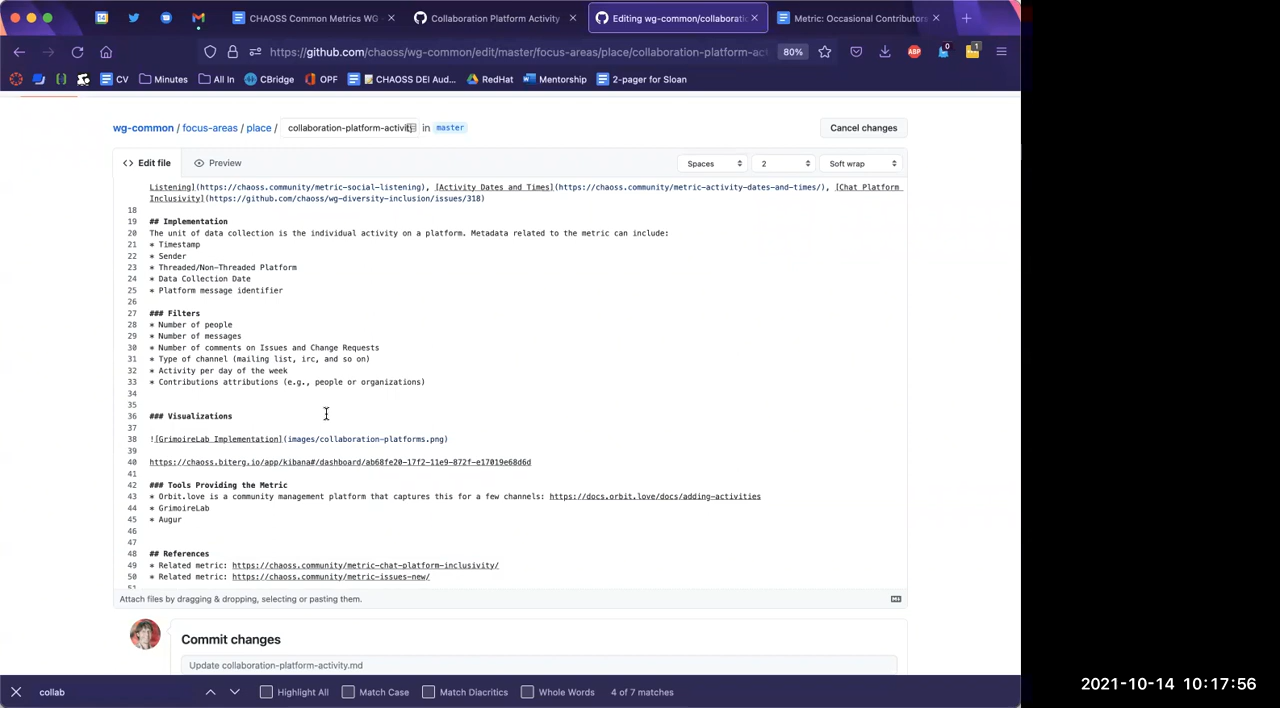 14
CHAOSS Common Metrics WG -
Collaboration Platform Activity
Editing wg-common/collaborati
Metric: Occasional Contributors
https://github.com/chaoss/wg-common/edit/master/focus-areas/place/collaboration-platform-act
80%
ABP
0
1
CV
Minutes
All In
CBridge
OPF
CHAOSS DEI Aud...
RedHat
Mentorship
2-pager for Sloan
wg-common / focus-areas / place / collaboration-platform-activit in master
Cancel changes
<> Edit file
Preview
Spaces
2
Soft wrap
Listening](https://chaoss.community/metric-social-listening), [Activity Dates and Times](https://chaoss.community/metric-activity-dates-and-times/), [Chat Platform
Inclusivity](https://github.com/chaoss/wg-diversity-inclusion/issues/318)
18
19 ## Implementation
20 The unit of data collection is the individual activity on a platform. Metadata related to the metric can include:
21 * Timestamp
22 * Sender
23 * Threaded/Non-Threaded Platform
24 * Data Collection Date
25 * Platform message identifier
26
27 ### Filters
28 * Number of people
29 * Number of messages
30 * Number of comments on Issues and Change Requests
31 * Type of channel (mailing list, irc, and so on)
32 * Activity per day of the week
33 * Contributions attributions (e.g., people or organizations)
34
35
36 ### Visualizations
37
38 ![GrimoireLab Implementation](images/collaboration-platforms.png)
39
40 https://chaoss.biterg.io/app/kibana#/dashboard/ab68fe20-17f2-11e9-872f-e17019e68d6d
41
42 ### Tools Providing the Metric
43 * Orbit.love is a community management platform that captures this for a few channels: https://docs.orbit.love/docs/adding-activities
44 * GrimoireLab
45 * Augur
46
47
48 ## References
49 * Related metric: https://chaoss.community/metric-chat-platform-inclusivity/
50 * Related metric: https://chaoss.community/metric-issues-new/
51
Attach files by dragging & dropping, selecting or pasting them.
Commit changes
Update collaboration-platform-activity.md
collab
Highlight All
Match Case
Match Diacritics
Whole Words
4 of 7 matches
2021-10-14 10:17:56